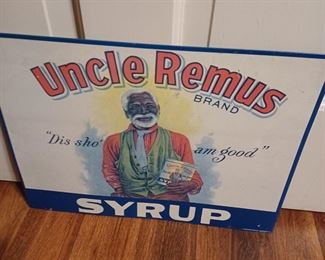 Uncle Remus
BRAND
"Dis sho' am good"
SYRUP